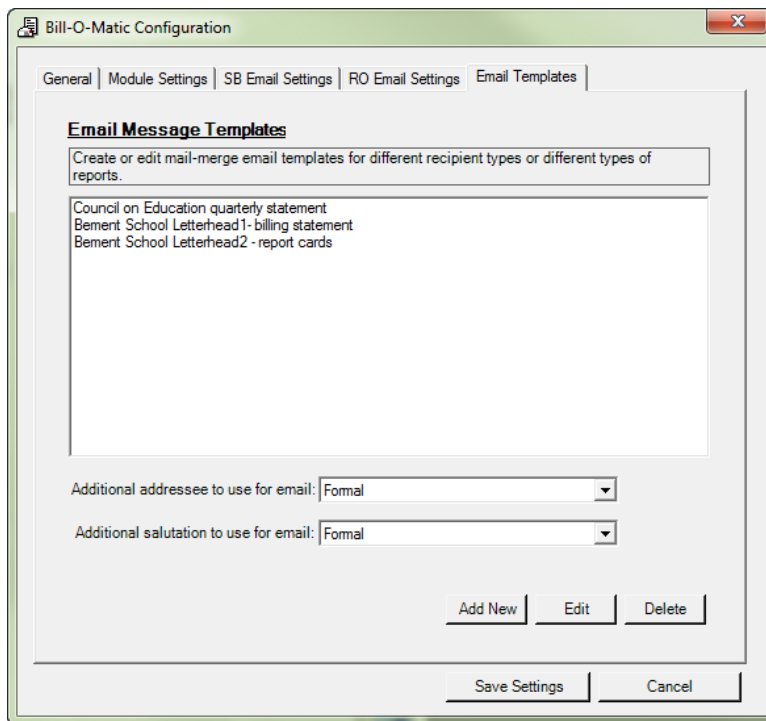 Bill-O-Matic Configuration
X
General Module Settings SB Email Settings RO Email Settings Email Templates
Email Message Templates
Create or edit mail-merge email templates for different recipient types or different types of
reports.
Council on Education quarterly statement
Bement School Letterhead1- billing statement
Bement School Letterhead2 - report cards
Additional addressee to use for email: Formal
Additional salutation to use for email: Formal
Add New Edit Delete
Save Settings Cancel